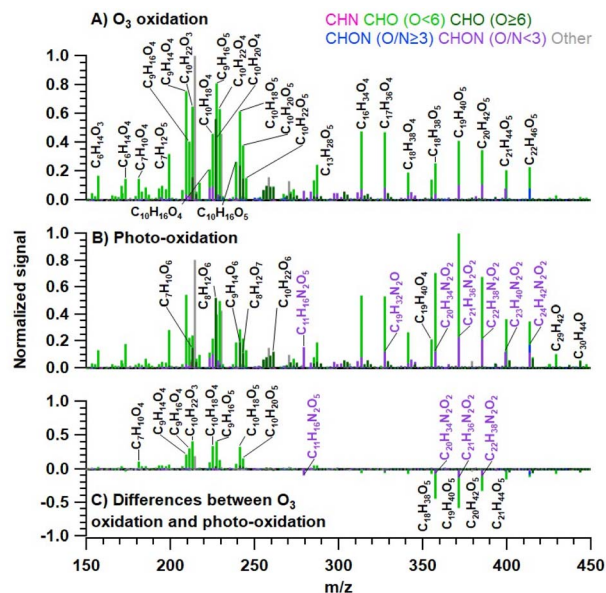 A) O₃ oxidation
CHN CHO (O<6) CHO (O≥6)
CHON (O/N≥3) CHON (O/N<3) Other
1.0
0.8
0.6
0.4
0.2
0.0
C₆H₁₄O₃
C₆H₁₄O₄
C₇H₁₀O₄
C₇H₁₂O₅
C₉H₁₆O₄
C₉H₁₄O₄
C₁₀H₂₂O₃
C₁₀H₁₈O₄
C₉H₁₆O₅
C₁₀H₂₂O₄
C₁₀H₂₀O₄
C₁₀H₁₈O₅
C₁₀H₂₀O₅
C₁₀H₂₂O₅
C₁₃H₂₈O₅
C₁₆H₃₄O₄
C₁₇H₃₆O₄
C₁₈H₃₈O₄
C₁₈H₃₈O₅
C₁₉H₄₀O₅
C₂₀H₄₂O₅
C₂₁H₄₄O₅
C₂₂H₄₆O₅
C₁₀H₁₆O₄
C₁₀H₁₆O₅
Normalized signal
B) Photo-oxidation
1.0
0.8
0.6
0.4
0.2
0.0
C₇H₁₀O₆
C₈H₁₂O₆
C₉H₁₄O₆
C₈H₁₂O₇
C₁₀H₂₂O₆
C₁₁H₁₆N₂O₅
C₁₉H₃₂N₂O
C₁₉H₄₀O₄
C₂₀H₃₄N₂O₂
C₂₁H₃₆N₂O₂
C₂₂H₃₈N₂O₂
C₂₃H₄₀N₂O₂
C₂₄H₄₂N₂O₂
C₂₉H₄₂O
C₃₀H₄₄O
1.0
0.5
0.0
-0.5
-1.0
C₇H₁₀O₄
C₉H₁₄O₄
C₉H₁₆O₄
C₁₀H₂₂O₃
C₁₀H₁₈O₄
C₉H₁₆O₅
C₁₀H₁₈O₅
C₁₀H₂₀O₅
C₁₁H₁₆N₂O₅
C₂₀H₃₄N₂O₂
C₂₁H₃₆N₂O₂
C₂₂H₃₈N₂O₂
C₁₈H₃₈O₅
C₁₉H₄₀O₅
C₂₀H₄₂O₅
C₂₁H₄₄O₅
C) Differences between O₃
oxidation and photo-oxidation
150 200 250 300 350 400 450
m/z